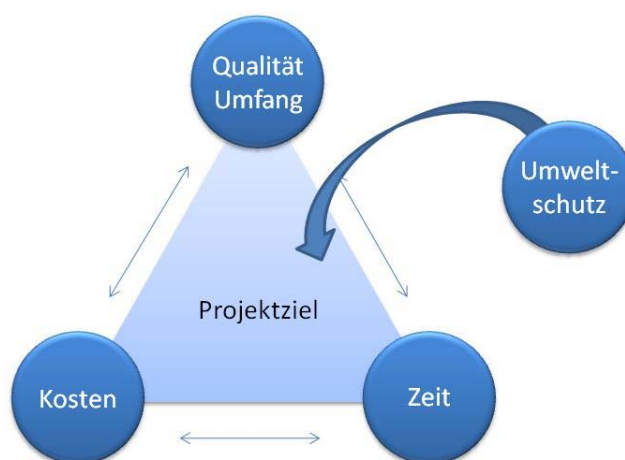 Qualität
Umfang
Umwelt-
schutz
Projektziel
Kosten
Zeit